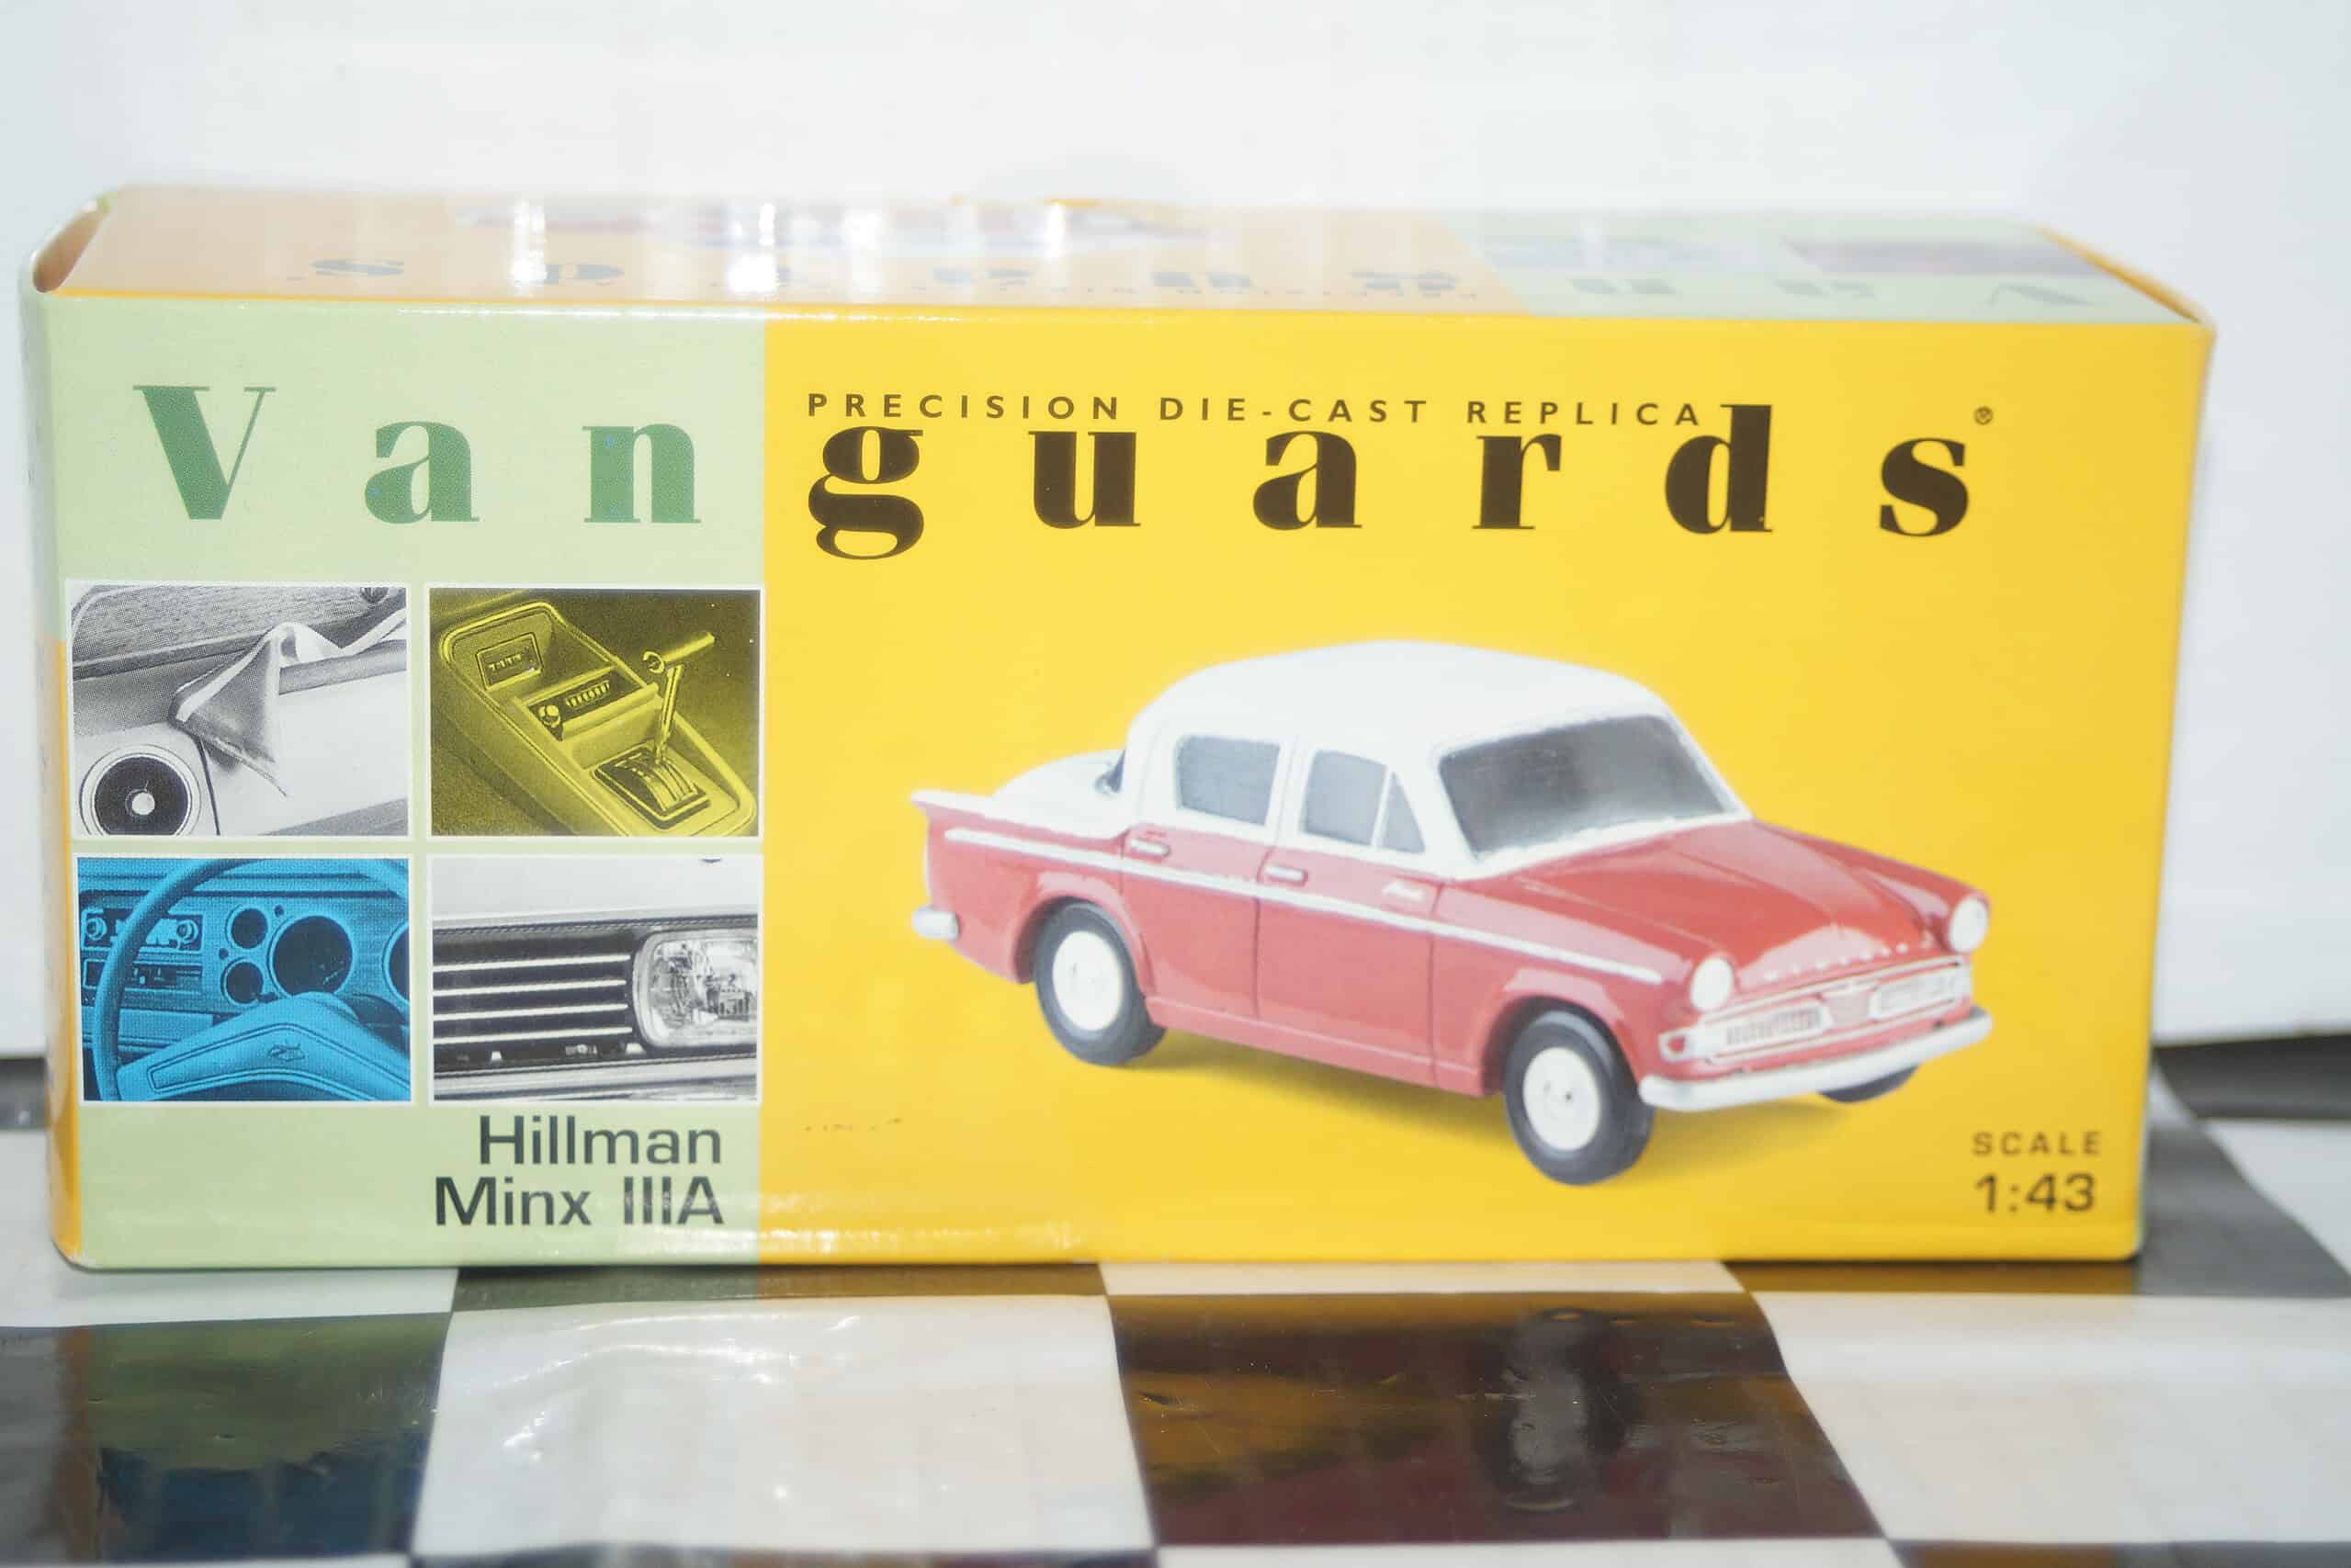 Vanguards®
PRECISION DIE-CAST REPLICA
Hillman
Minx IIIA
SCALE
1:43